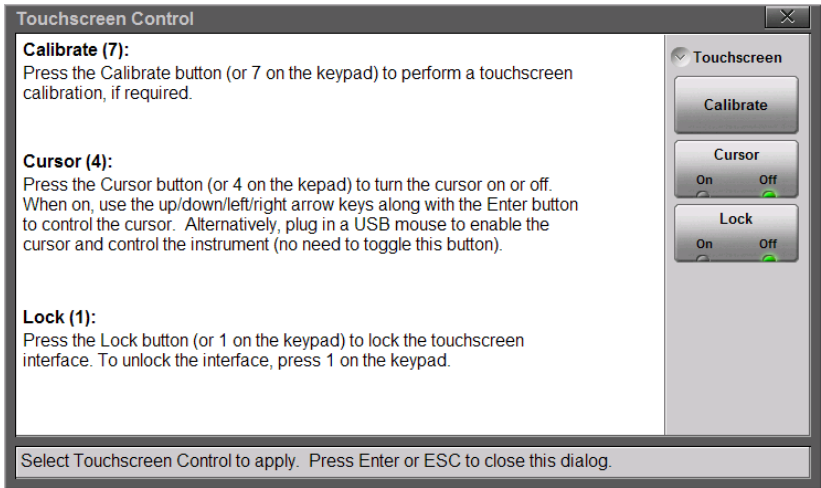 Touchscreen Control
Calibrate (7):
Press the Calibrate button (or 7 on the keypad) to perform a touchscreen
calibration, if required.
Cursor (4):
Press the Cursor button (or 4 on the kepad) to turn the cursor on or off.
When on, use the up/down/left/right arrow keys along with the Enter button
to control the cursor.  Alternatively, plug in a USB mouse to enable the
cursor and control the instrument (no need to toggle this button).
Lock (1):
Press the Lock button (or 1 on the keypad) to lock the touchscreen
interface. To unlock the interface, press 1 on the keypad.
Touchscreen
Calibrate
Cursor
On Off
Lock
On Off
Select Touchscreen Control to apply.  Press Enter or ESC to close this dialog.